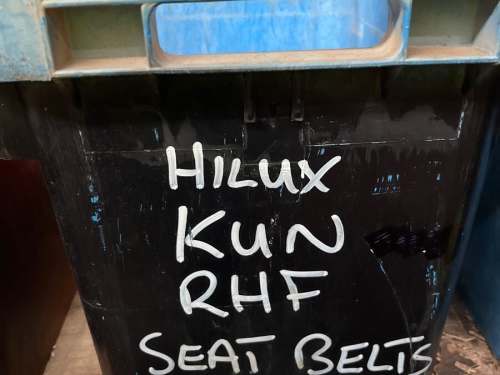 HILUX
KUN
RHF
SEAT BELTS